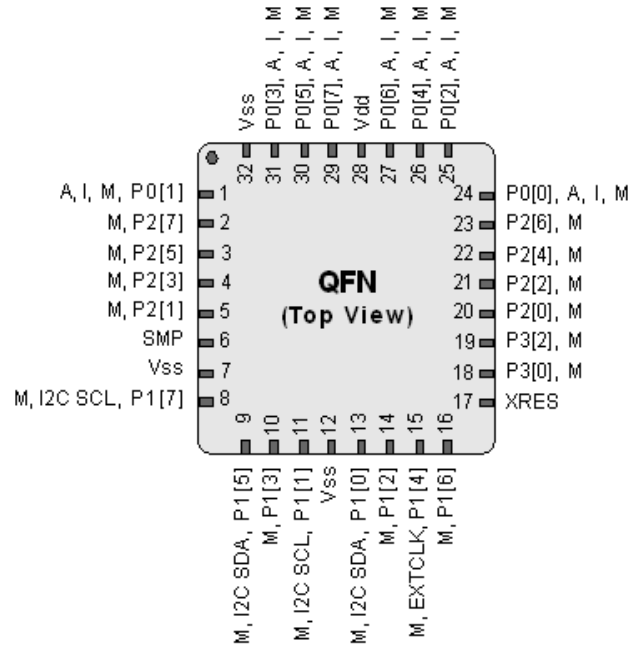 Vss
P0[3], A, I, M
P0[5], A, I, M
P0[7], A, I, M
Vdd
P0[6], A, I, M
P0[4], A, I, M
P0[2], A, I, M
32
31
30
29
28
27
26
25
A, I, M, P0[1] 1
M, P2[7] 2
M, P2[5] 3
M, P2[3] 4
M, P2[1] 5
SMP 6
Vss 7
M, I2C SCL, P1[7] 8
QFN
(Top View)
24 P0[0], A, I, M
23 P2[6], M
22 P2[4], M
21 P2[2], M
20 P2[0], M
19 P3[2], M
18 P3[0], M
17 XRES
9
10
11
12
13
14
15
16
M, I2C SDA, P1[5]
M, P1[3]
M, I2C SCL, P1[1]
Vss
M, I2C SDA, P1[0]
M, P1[2]
M, EXTCLK, P1[4]
M, P1[6]